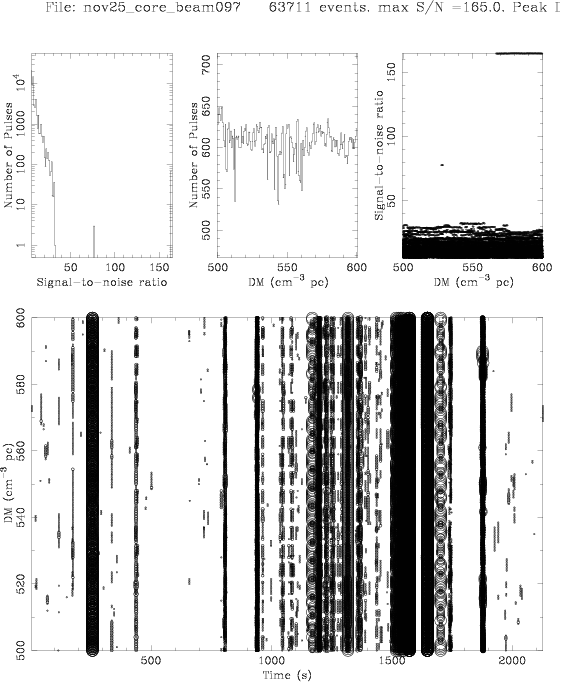 File: nov25_core_beam097 63711 events. max S/N =165.0. Peak
Number of Pulses
10⁴
1000
100
10
1
50 100 150
Signal-to-noise ratio
Number of Pulses
700
650
600
550
500
500 550 600
DM (cm⁻³ pc)
Signal-to-noise ratio
150
100
50
500 550 600
DM (cm⁻³ pc)
DM (cm⁻³ pc)
600
580
560
540
520
500
500 1000 1500 2000
Time (s)